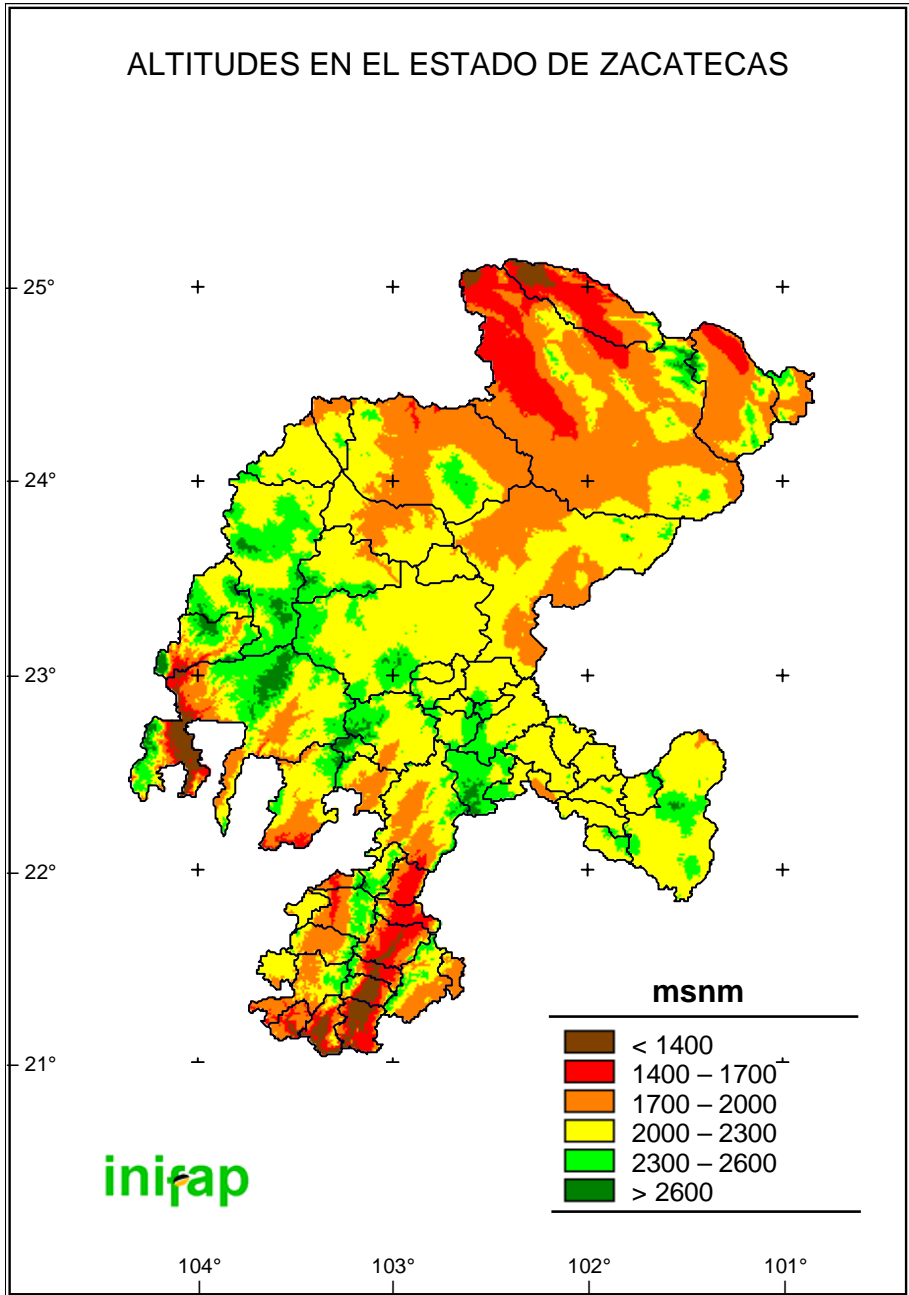 ALTITUDES EN EL ESTADO DE ZACATECAS
25°
24°
23°
22°
21°
msnm
< 1400
1400 – 1700
1700 – 2000
2000 – 2300
2300 – 2600
> 2600
inifap
104° 103° 102° 101°